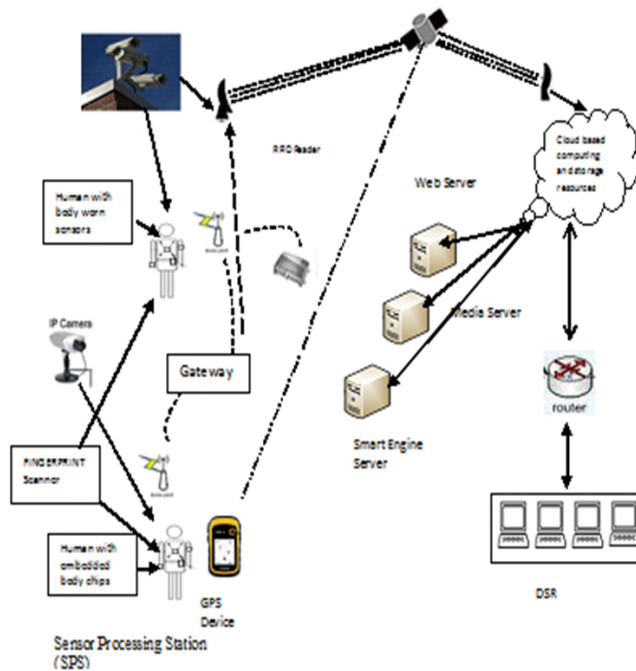 RFID Reader
Cloud based
computing
and storage
resources
Web Server
Human with
body worn
sensors
Media Server
IP Camera
Gateway
router
Smart Engine
Server
FINGERPRINT
Scanner
Human with
embedded
body chips
GPS
Device
DSR
Sensor Processing Station
(SPS)